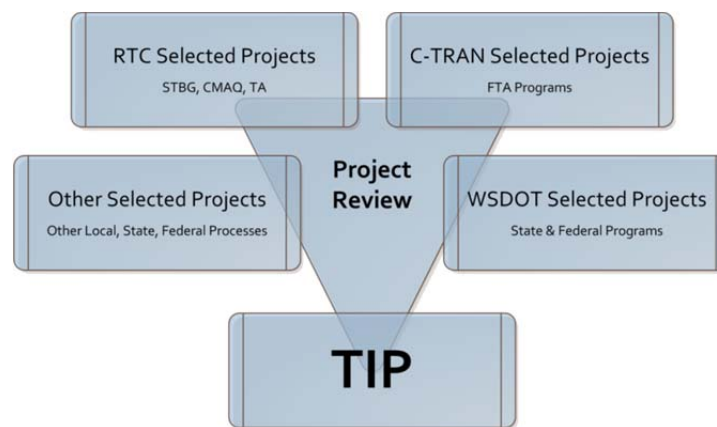 RTC Selected Projects
STBG, CMAQ, TA
C-TRAN Selected Projects
FTA Programs
Project
Review
Other Selected Projects
Other Local, State, Federal Processes
WSDOT Selected Projects
State & Federal Programs
TIP